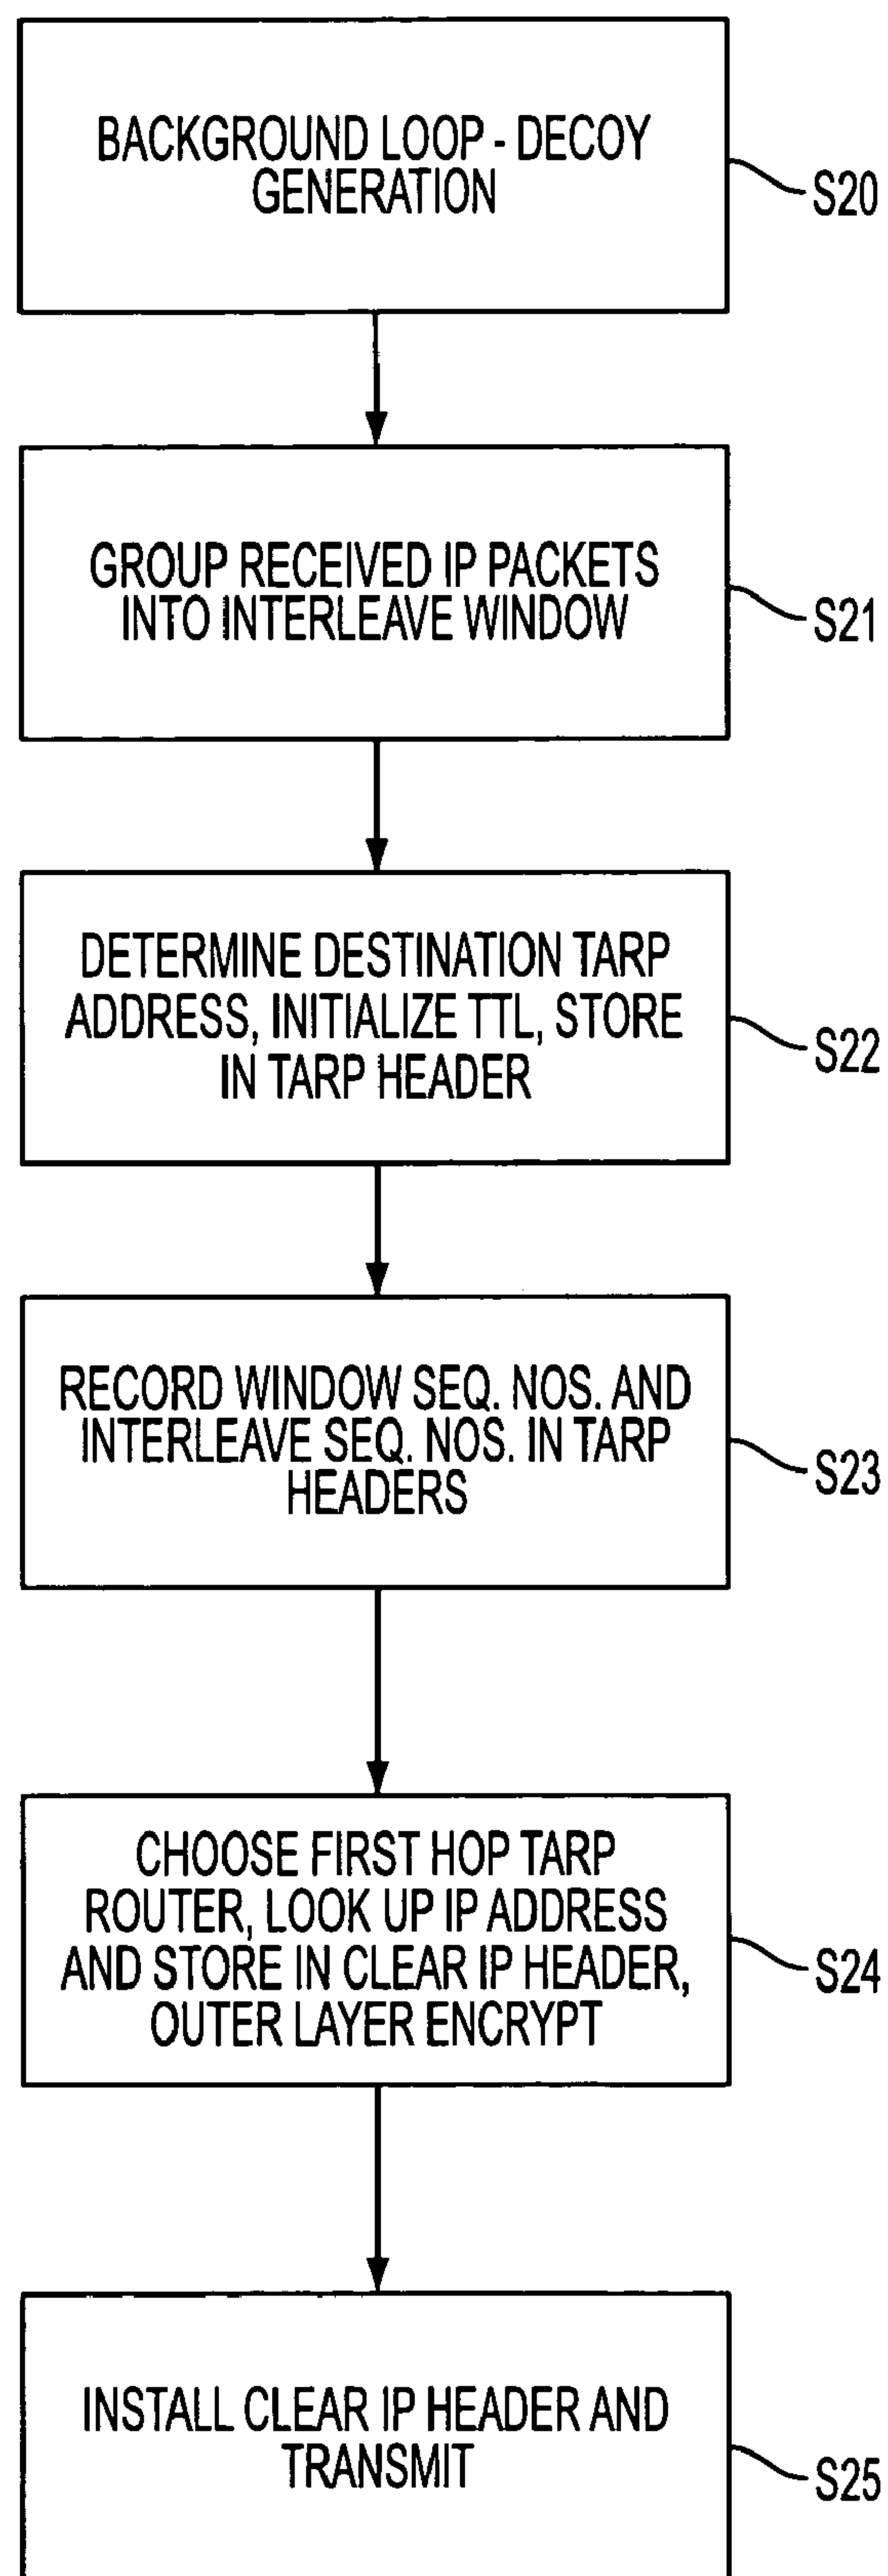 BACKGROUND LOOP - DECOY
GENERATION
S20
GROUP RECEIVED IP PACKETS
INTO INTERLEAVE WINDOW
S21
DETERMINE DESTINATION TARP
ADDRESS, INITIALIZE TTL, STORE
IN TARP HEADER
S22
RECORD WINDOW SEQ. NOS. AND
INTERLEAVE SEQ. NOS. IN TARP
HEADERS
S23
CHOOSE FIRST HOP TARP
ROUTER, LOOK UP IP ADDRESS
AND STORE IN CLEAR IP HEADER,
OUTER LAYER ENCRYPT
S24
INSTALL CLEAR IP HEADER AND
TRANSMIT
S25